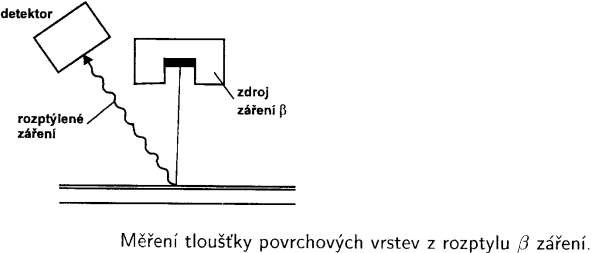 detektor
zdroj
záření β
rozptýlené
záření
Měření tloušťky povrchových vrstev z rozptylu β záření.